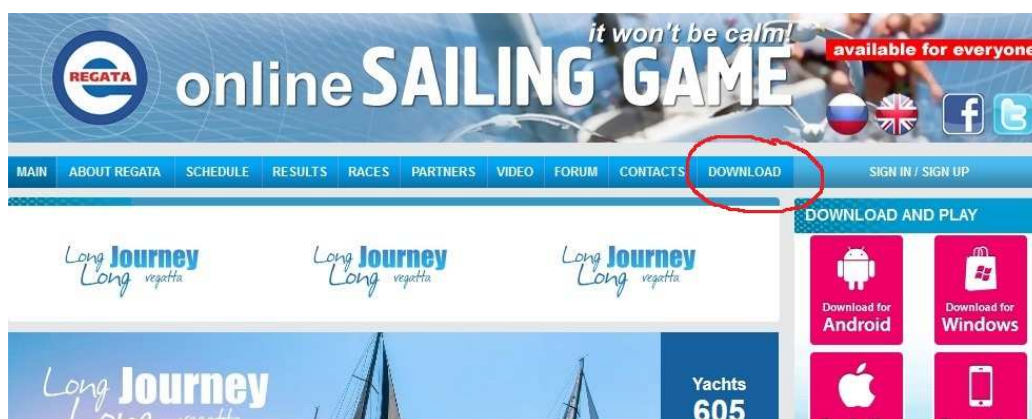 it won't be calm!
available for everyone
REGATA
online SAILING GAME
MAIN ABOUT REGATA SCHEDULE RESULTS RACES PARTNERS VIDEO FORUM CONTACTS DOWNLOAD SIGN IN / SIGN UP
Long Journey Long regatta
Long Journey Long regatta
Long Journey Long regatta
DOWNLOAD AND PLAY
Download for
Android
Download for
Windows
Long Journey
Long regatta
Yachts
605